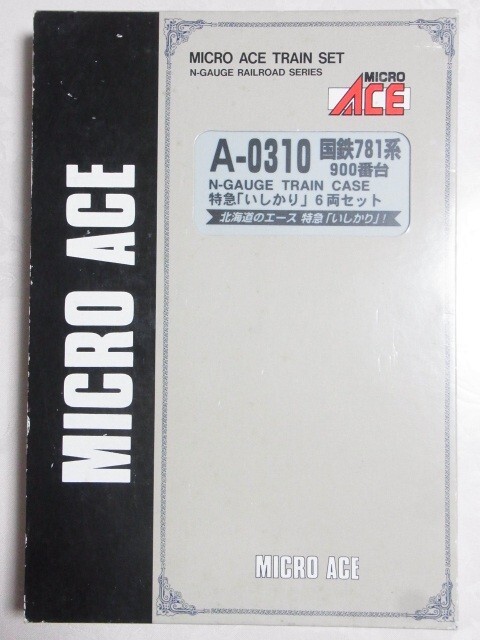 MICRO ACE
MICRO ACE TRAIN SET
N-GAUGE RAILROAD SERIES
MICRO
ACE
A-0310 国鉄781系
900番台
N-GAUGE TRAIN CASE
特急「いしかり」6両セット
北海道のエース 特急「いしかり」!
MICRO ACE